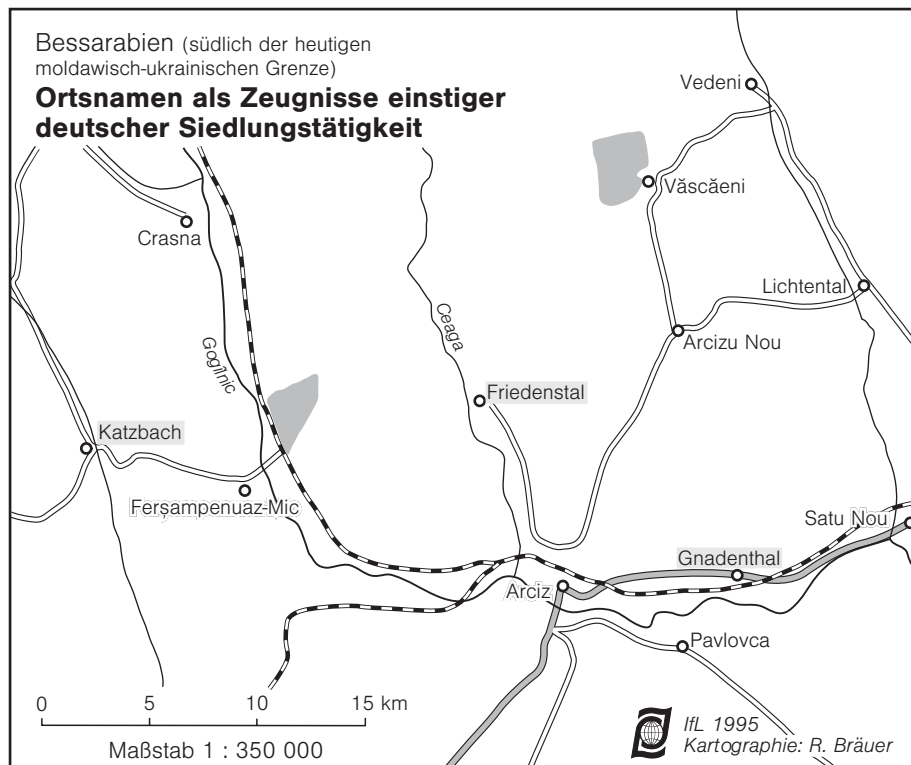 Bessarabien (südlich der heutigen
moldawisch-ukrainischen Grenze)
Ortsnamen als Zeugnisse einstiger
deutscher Siedlungstätigkeit
Vedeni
Văscăeni
Crasna
Lichtental
Ceaga
Gogîlnic
Arcizu Nou
Friedenstal
Katzbach
Ferşampenuaz-Mic
Satu Nou
Gnadenthal
Arciz
Pavlovca
0 5 10 15 km
Maßstab 1 : 350 000
IfL 1995
Kartographie: R. Bräuer